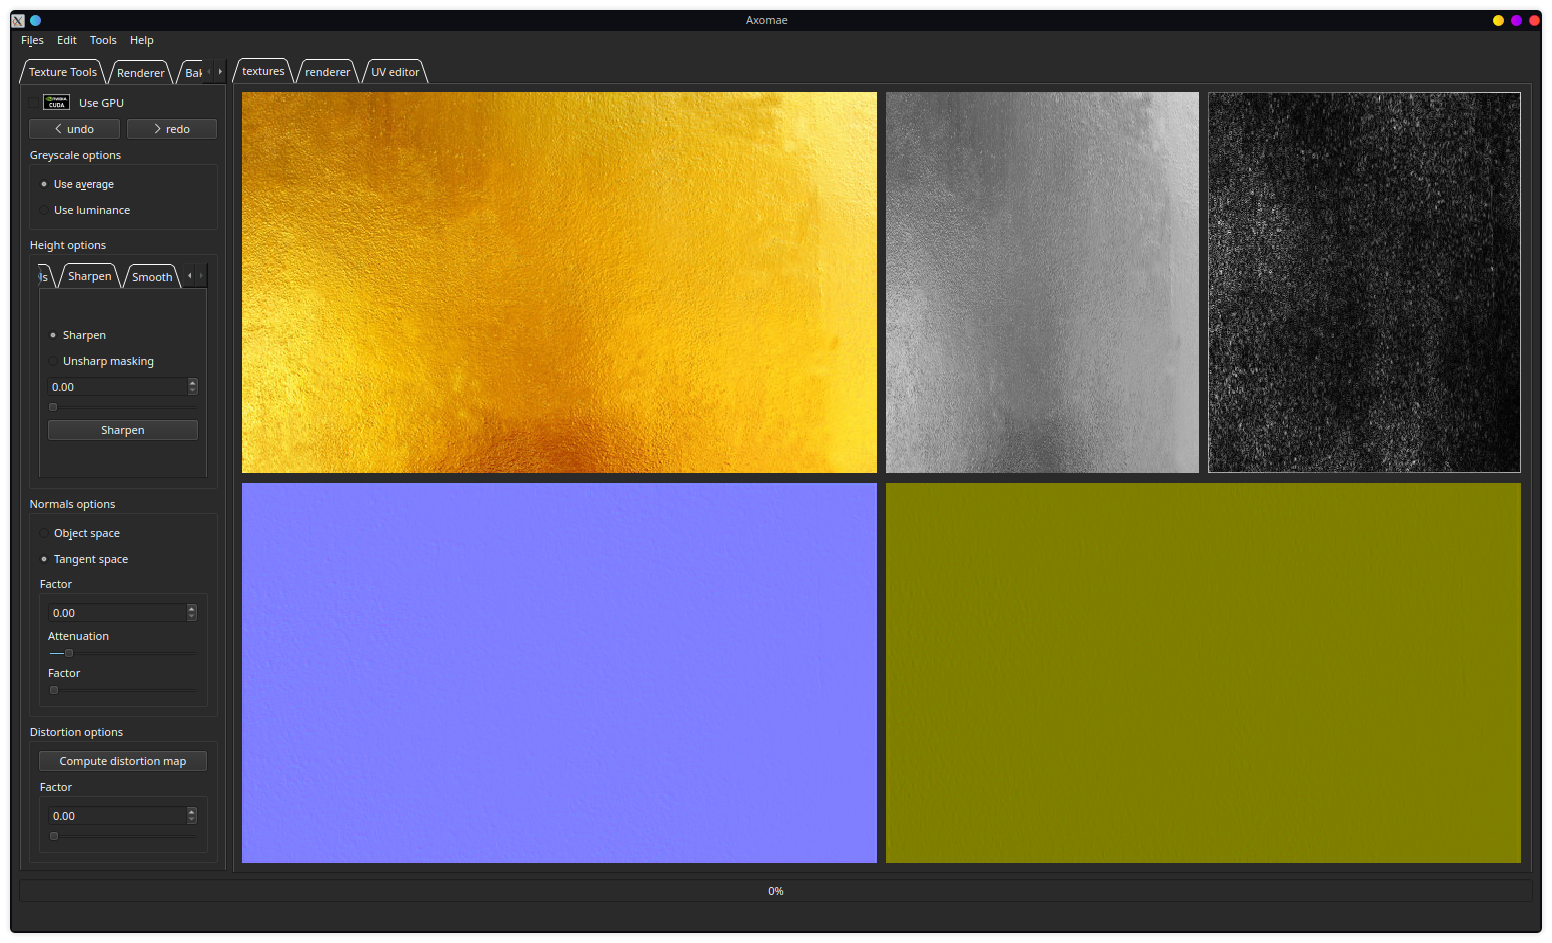 Axomae
Files Edit Tools Help
Texture Tools Renderer Bak
textures renderer UV editor
NVIDIA CUDA Use GPU
< undo > redo
Greyscale options
Use average
Use luminance
Height options
ls Sharpen Smooth
Sharpen
Unsharp masking
0.00
Sharpen
Normals options
Object space
Tangent space
Factor
0.00
Attenuation
Factor
Distortion options
Compute distortion map
Factor
0.00
0%